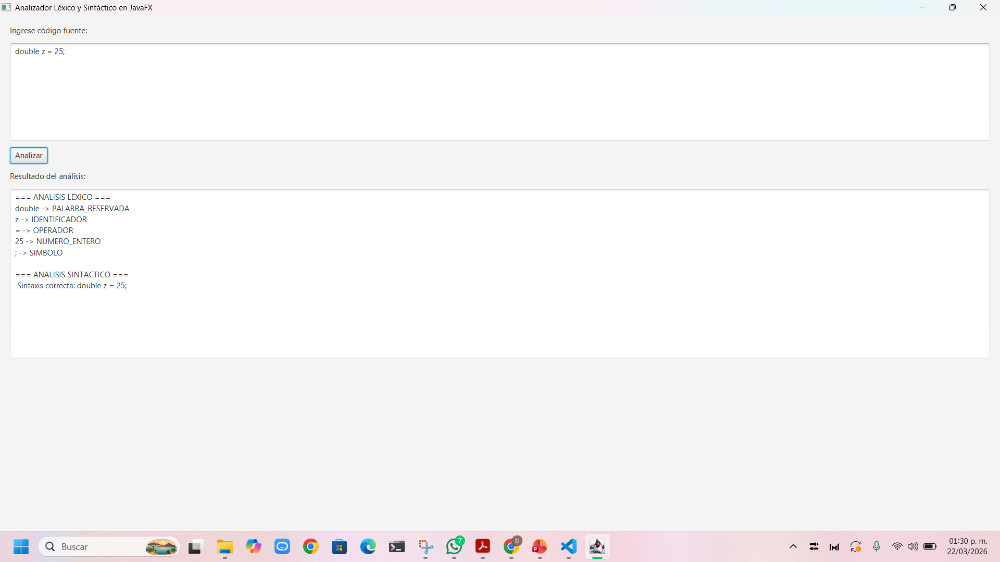 Analizador Léxico y Sintáctico en JavaFX
Ingrese código fuente:
double z = 25;
Analizar
Resultado del análisis:
=== ANALISIS LEXICO ===
double -> PALABRA_RESERVADA
z -> IDENTIFICADOR
= -> OPERADOR
25 -> NUMERO_ENTERO
; -> SIMBOLO
=== ANALISIS SINTACTICO ===
Sintaxis correcta: double z = 25;
Buscar
7
D
P
01:30 p. m.
22/03/2026